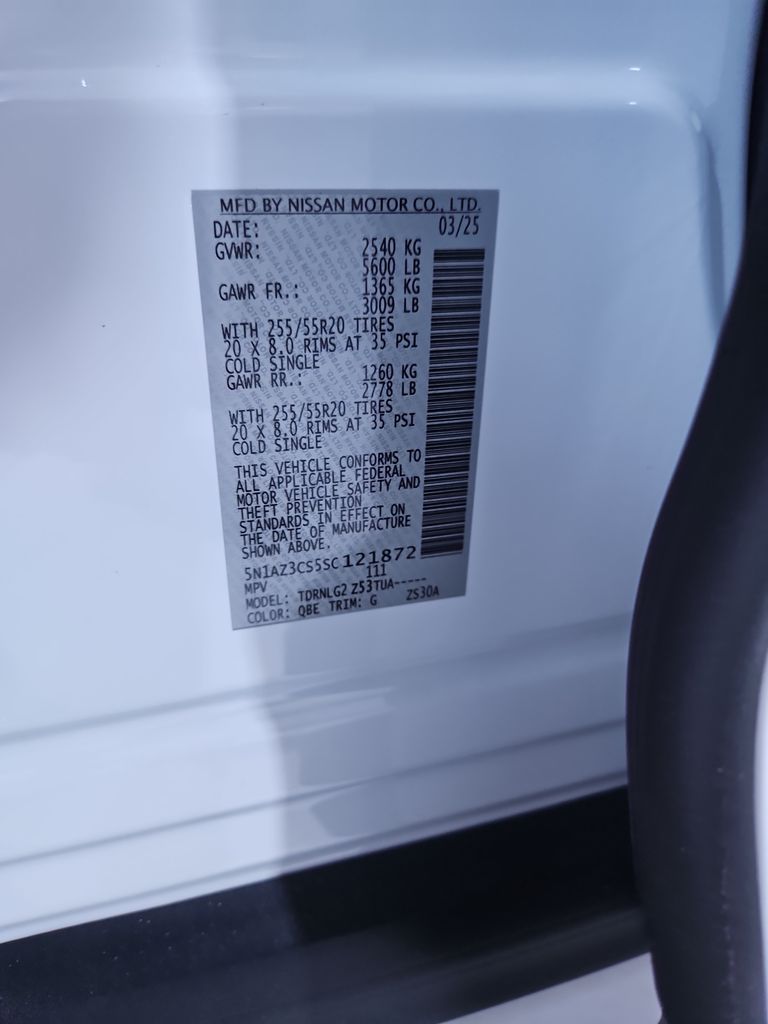 MFD BY NISSAN MOTOR CO., LTD.
DATE: 03/25
GVWR: 2540 KG
5600 LB
GAWR FR.: 1365 KG
3009 LB
WITH 255/55R20 TIRES
20 X 8.0 RIMS AT 35 PSI
COLD SINGLE
GAWR RR.: 1260 KG
2778 LB
WITH 255/55R20 TIRES
20 X 8.0 RIMS AT 35 PSI
COLD SINGLE
THIS VEHICLE CONFORMS TO
ALL APPLICABLE FEDERAL
MOTOR VEHICLE SAFETY AND
THEFT PREVENTION
STANDARDS IN EFFECT ON
THE DATE OF MANUFACTURE
SHOWN ABOVE.
5N1AZ3CS5SC121872
MPV 111
MODEL: TDRNLG2 Z53TUA-----
COLOR: QBE TRIM: G ZS30A